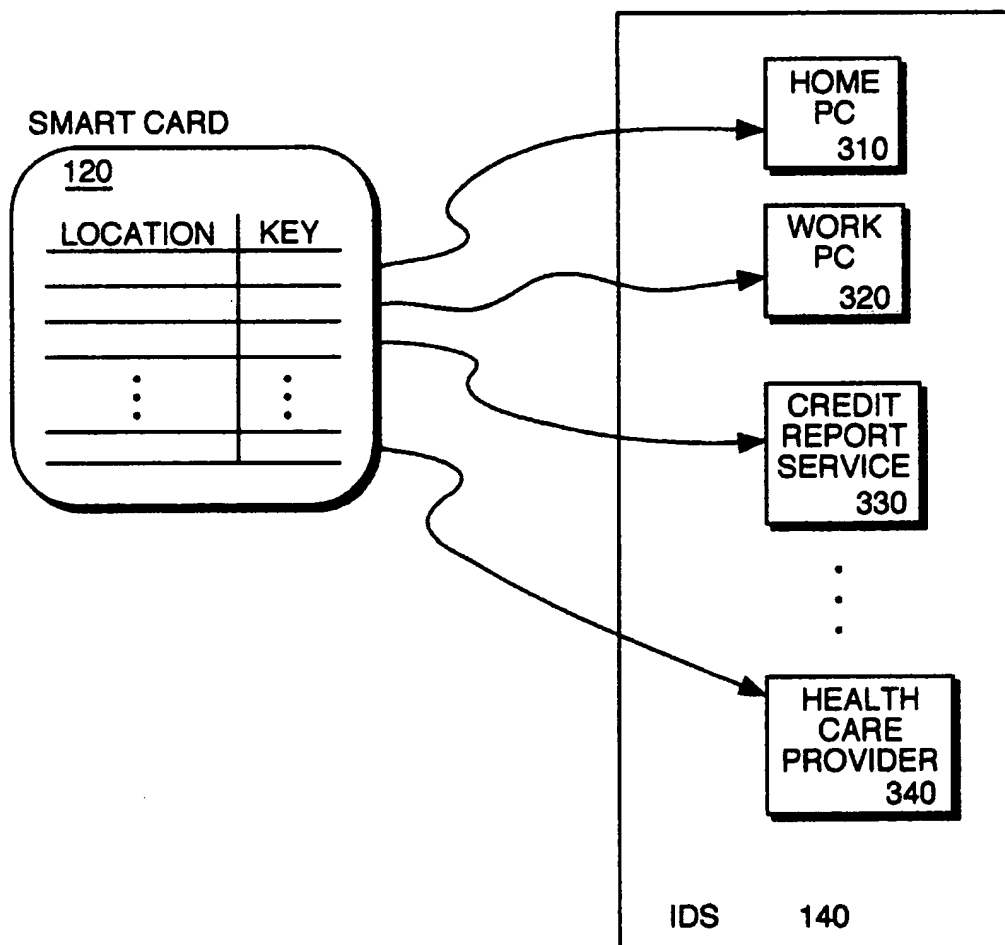 SMART CARD
120
LOCATION KEY
HOME
PC
310
WORK
PC
320
CREDIT
REPORT
SERVICE
330
HEALTH
CARE
PROVIDER
340
IDS 140